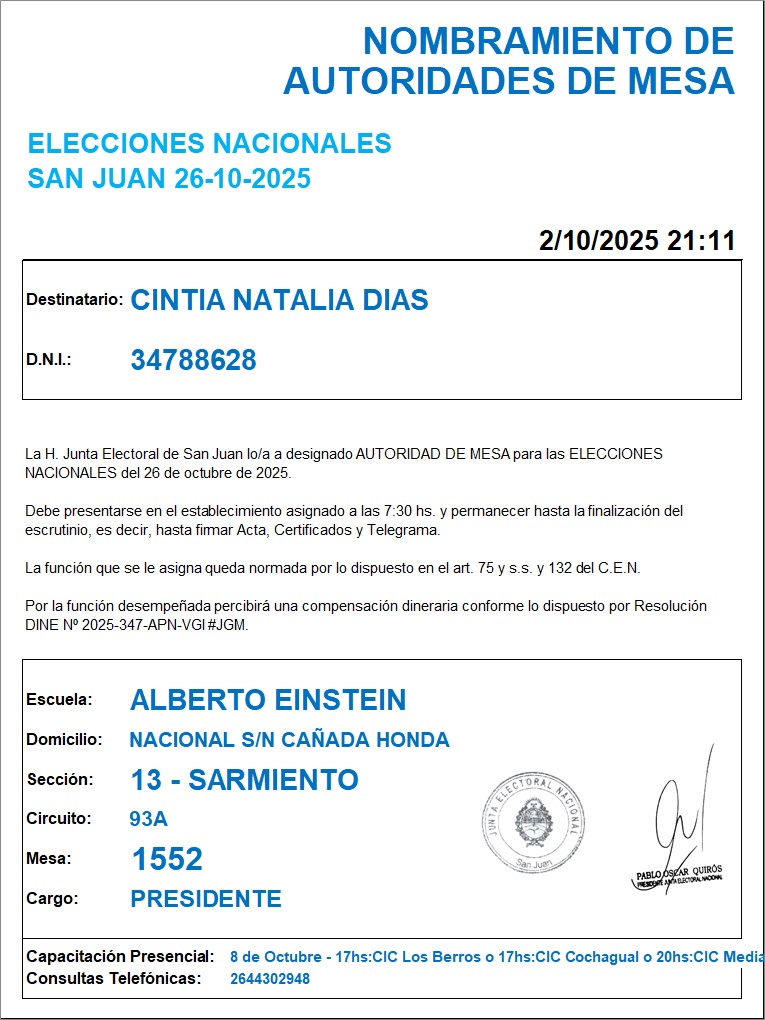 NOMBRAMIENTO DE
AUTORIDADES DE MESA
ELECCIONES NACIONALES
SAN JUAN 26-10-2025
2/10/2025 21:11
Destinatario: CINTIA NATALIA DIAS
D.N.I.: 34788628
La H. Junta Electoral de San Juan lo/a a designado AUTORIDAD DE MESA para las ELECCIONES
NACIONALES del 26 de octubre de 2025.
Debe presentarse en el establecimiento asignado a las 7:30 hs. y permanecer hasta la finalización del
escrutinio, es decir, hasta firmar Acta, Certificados y Telegrama.
La función que se le asigna queda normada por lo dispuesto en el art. 75 y s.s. y 132 del C.E.N.
Por la función desempeñada percibirá una compensación dineraria conforme lo dispuesto por Resolución
DINE Nº 2025-347-APN-VGI#JGM.
Escuela: ALBERTO EINSTEIN
Domicilio: NACIONAL S/N CAÑADA HONDA
Sección: 13 - SARMIENTO
Circuito: 93A
Mesa: 1552
Cargo: PRESIDENTE
JUNTA ELECTORAL NACIONAL
San Juan
PABLO OSCAR QUIRÓS
PRESIDENTE JUNTA ELECTORAL NACIONAL
Capacitación Presencial: 8 de Octubre - 17hs:CIC Los Berros o 17hs:CIC Cochagual o 20hs:CIC Media
Consultas Telefónicas: 2644302948